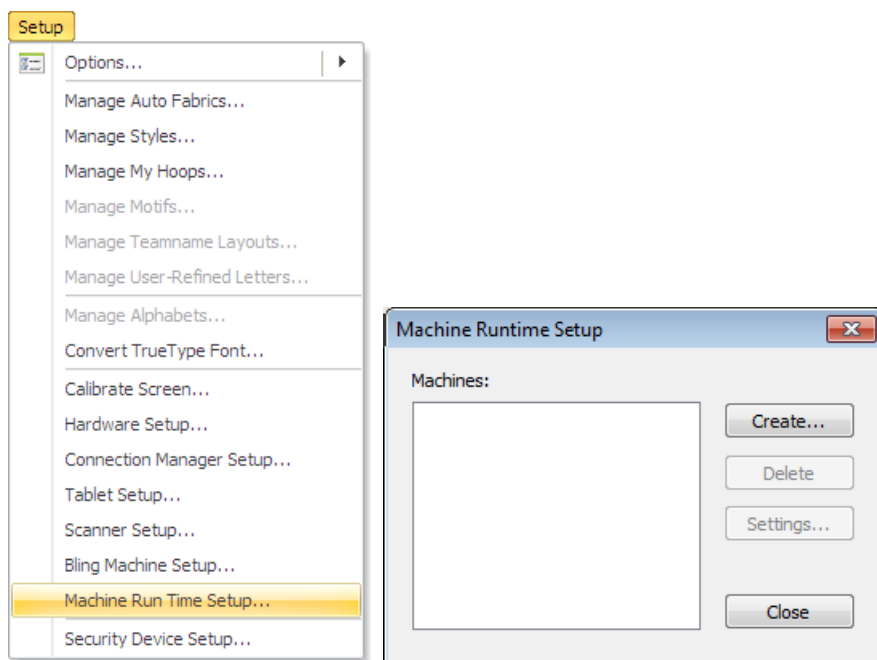 Setup
Options...
Manage Auto Fabrics...
Manage Styles...
Manage My Hoops...
Manage Motifs...
Manage Teamname Layouts...
Manage User-Refined Letters...
Manage Alphabets...
Convert TrueType Font...
Calibrate Screen...
Hardware Setup...
Connection Manager Setup...
Tablet Setup...
Scanner Setup...
Bling Machine Setup...
Machine Run Time Setup...
Security Device Setup...
Machine Runtime Setup
Machines:
Create...
Delete
Settings...
Close